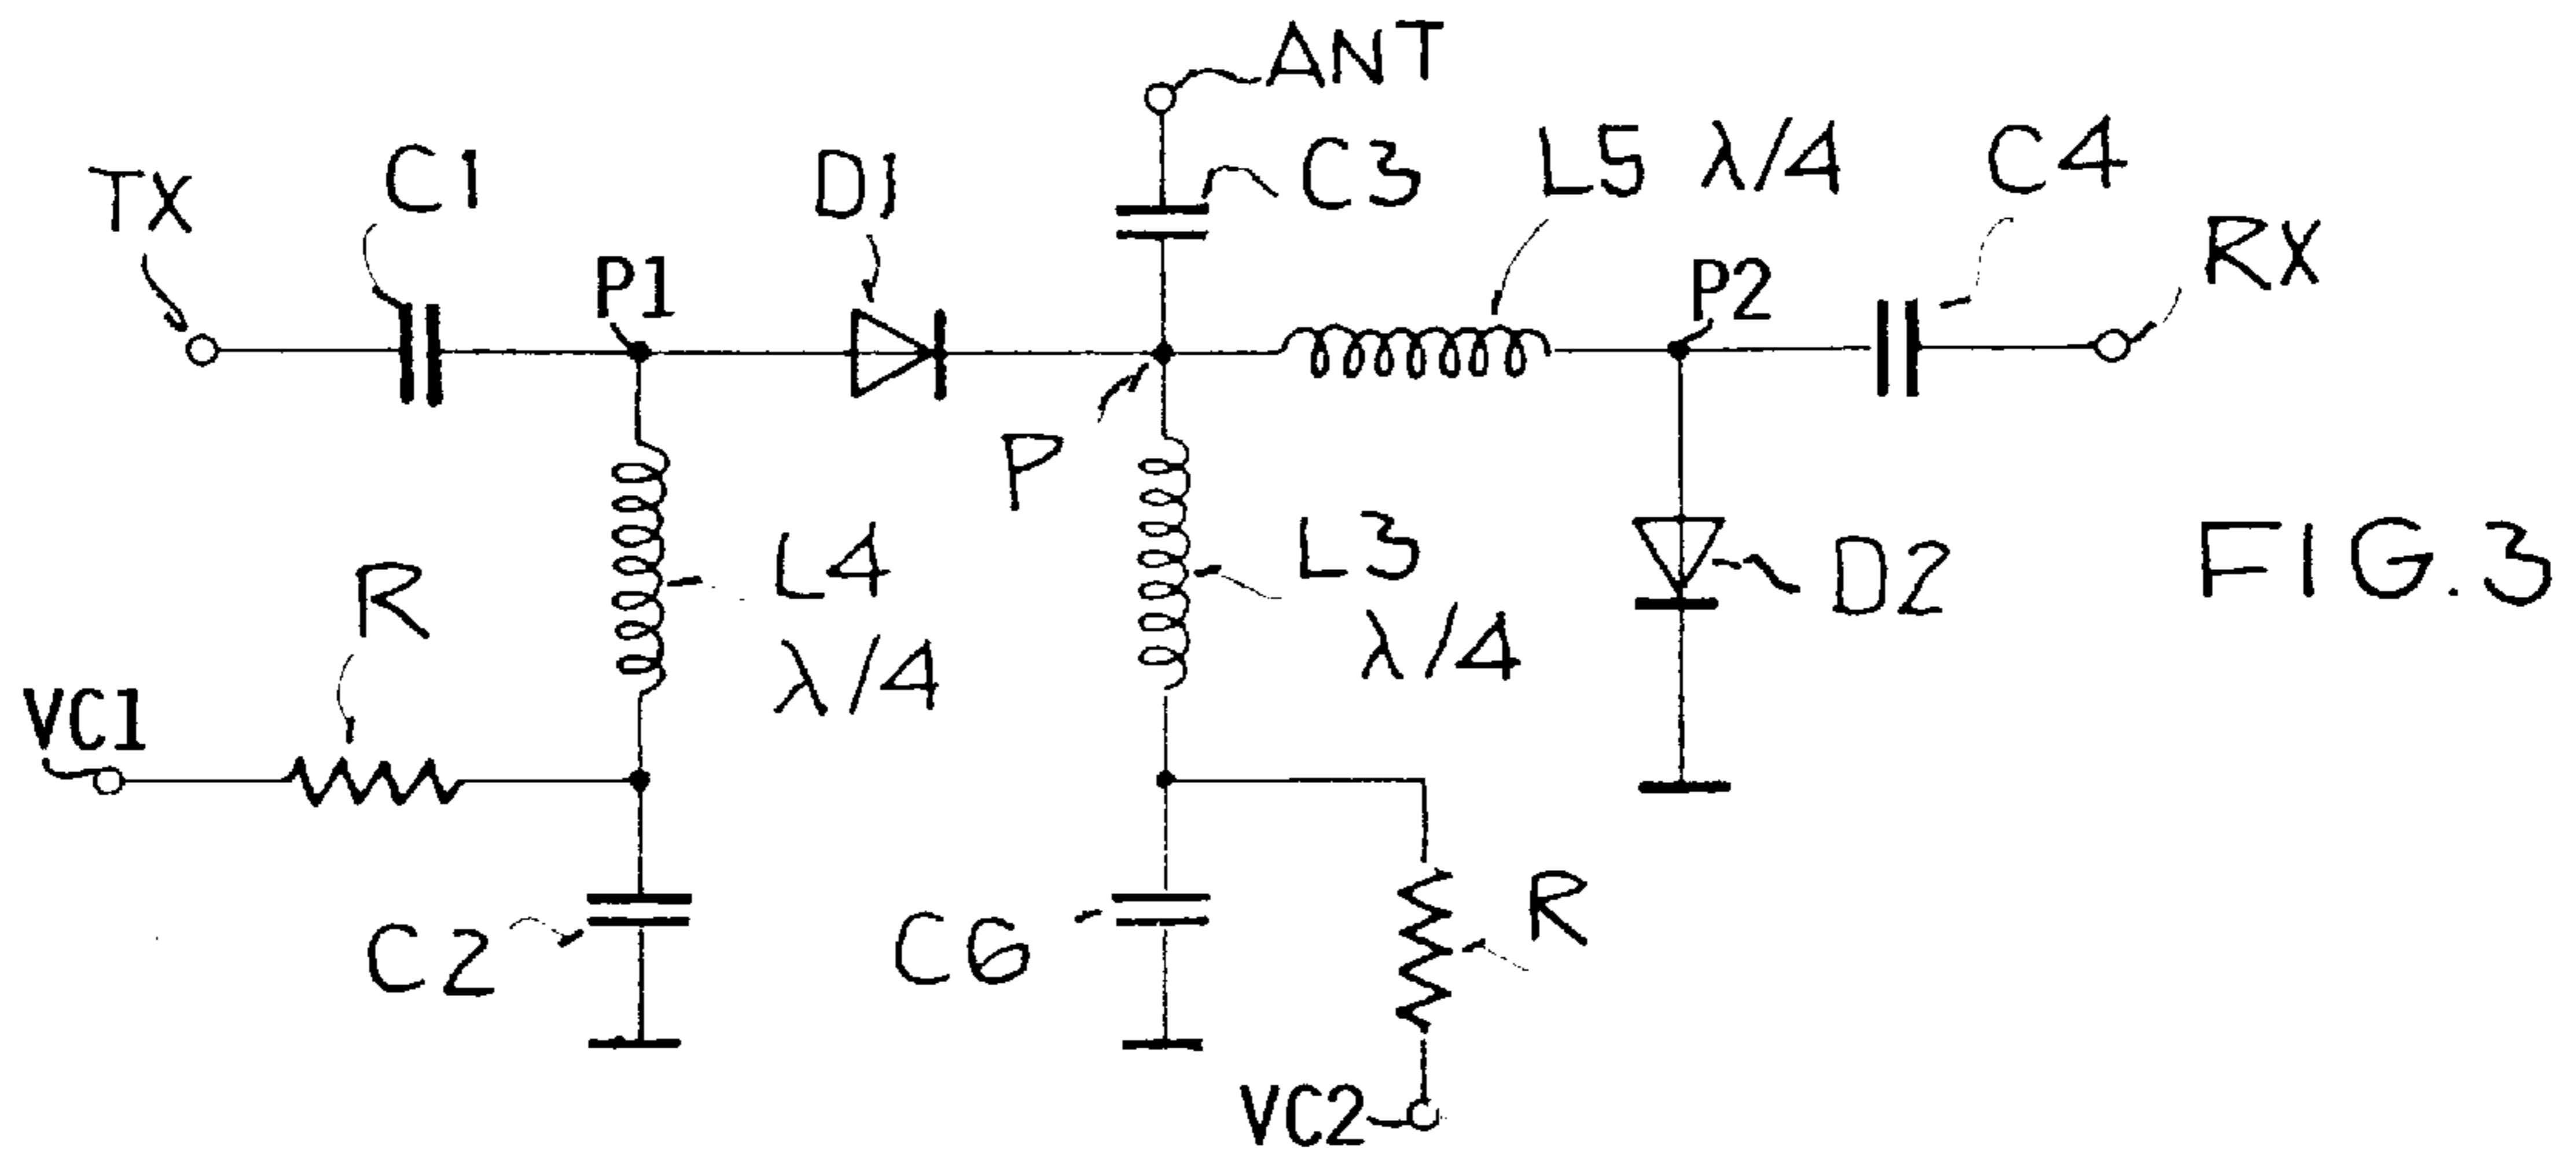 ANT
TX
C1
D1
C3
L5 λ/4
C4
RX
P1
P2
P
R
L4
λ/4
L3
λ/4
D2
FIG.3
VC1
C2
C6
R
VC2